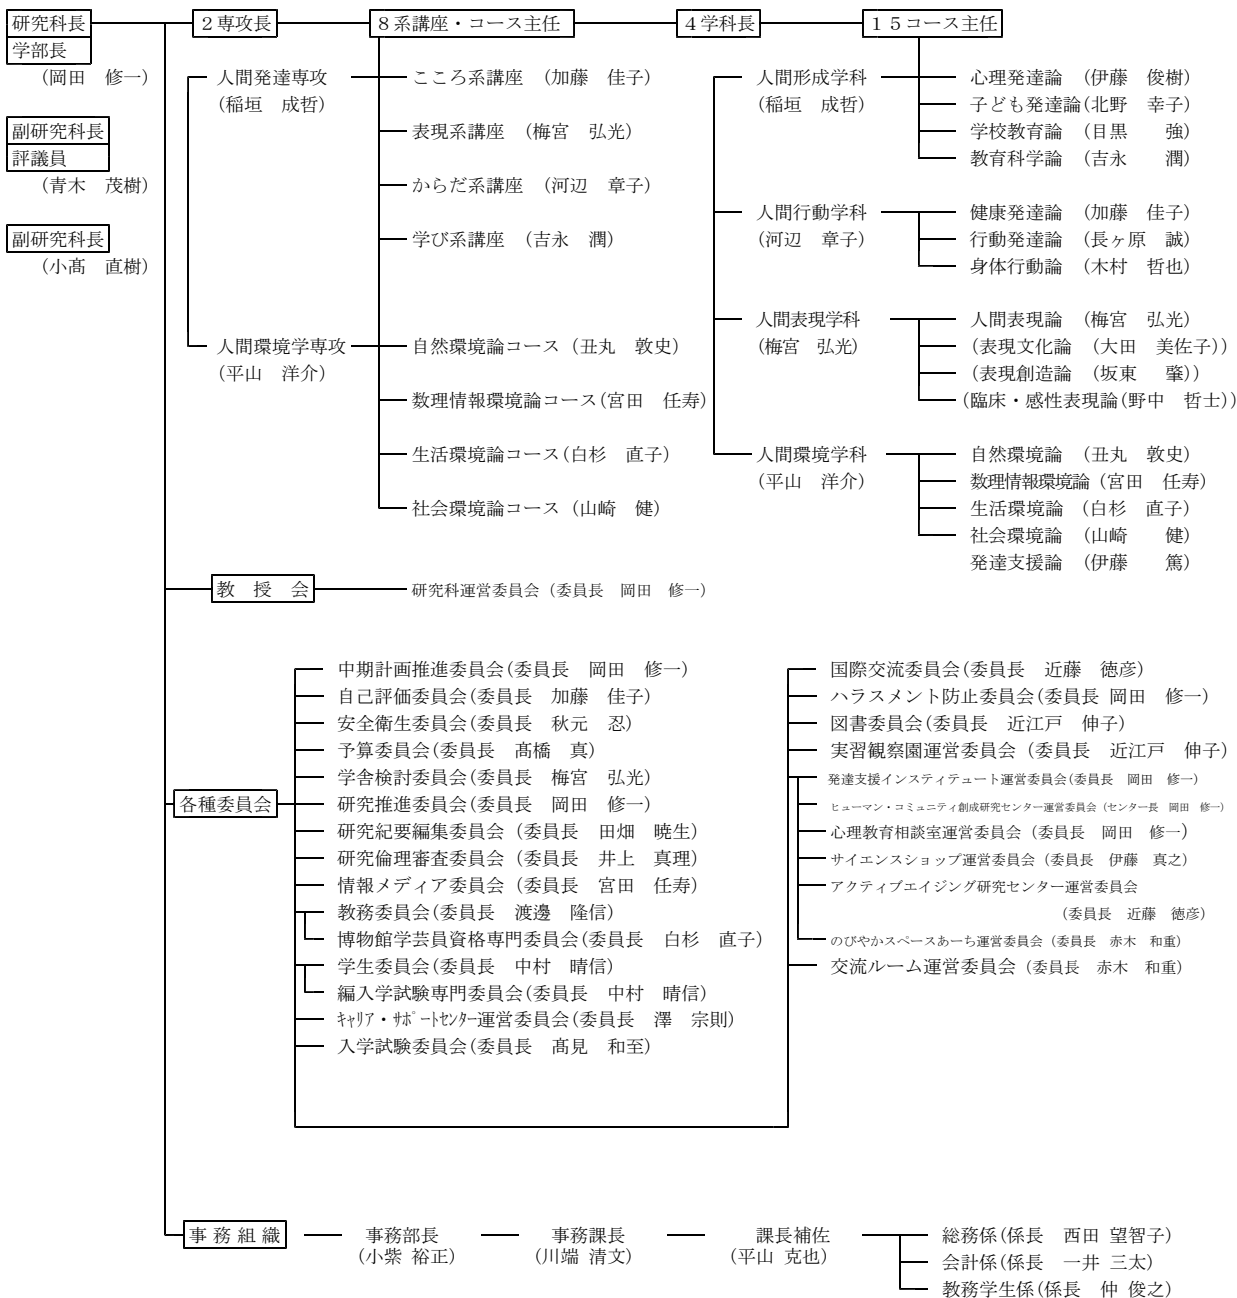 研究科長　２専攻長　８系講座・コース主任　４学科長　１５コース主任
学部長
（岡田　修一）　人間発達専攻　こころ系講座　（加藤　佳子）　人間形成学科　心理発達論　（伊藤　俊樹）
（稲垣　成哲）　（稲垣　成哲）　子ども発達論(北野　幸子）
副研究科長　表現系講座　（梅宮　弘光）　学校教育論　（目黒　　強）
評議員　教育科学論　（吉永　　潤）
（青木　茂樹）　からだ系講座　（河辺　章子）
人間行動学科　健康発達論　（加藤　佳子）
副研究科長　学び系講座　（吉永　潤）　（河辺　章子）　行動発達論　（長ヶ原　誠）
（小髙　直樹）　身体行動論　（木村　哲也）
人間表現学科　人間表現論　（梅宮　弘光）
人間環境学専攻　自然環境論コース　（丑丸　敦史）　（梅宮　弘光）　（表現文化論　（大田　美佐子））
（平山　洋介）　（表現創造論　（坂東　　肇））
数理情報環境論コース(宮田　任寿）　（臨床・感性表現論(野中　哲士））
生活環境論コース（白杉　直子）　人間環境学科　自然環境論　（丑丸　敦史）
（平山　洋介）　数理情報環境論　（宮田　任寿）
社会環境論コース　（山崎　健）　生活環境論　（白杉　直子）
社会環境論　（山崎　　健）
発達支援論　（伊藤　　篤）
教　授　会　研究科運営委員会　（委員長　岡田　修一）
中期計画推進委員会(委員長　岡田　修一）　国際交流委員会(委員長　近藤　徳彦）
自己評価委員会(委員長　加藤　佳子）　ハラスメント防止委員会(委員長　岡田　修一）
安全衛生委員会(委員長　秋元　忍）　図書委員会(委員長　近江戸　伸子）
予算委員会(委員長　髙橋　真）　実習観察園運営委員会　（委員長　近江戸　伸子）
学舎検討委員会(委員長　梅宮　弘光）　発達支援インスティテュート運営委員会(委員長　岡田　修一）
各種委員会　研究推進委員会(委員長　岡田　修一）　ヒューマン・コミュニティ創成研究センター運営委員会　（センター長　岡田　修一）
研究紀要編集委員会　（委員長　田畑　暁生）　心理教育相談室運営委員会　（委員長　岡田　修一）
研究倫理審査委員会　（委員長　井上　真理）　サイエンスショップ運営委員会　（委員長　伊藤　真之）
情報メディア委員会　（委員長　宮田　任寿）　アクティブエイジング研究センター運営委員会
教務委員会(委員長　渡邊　隆信）　（委員長　近藤　徳彦）
博物館学芸員資格専門委員会(委員長　白杉　直子）　のびやかスペースあーち運営委員会　（委員長　赤木　和重）
学生委員会(委員長　中村　晴信）　交流ルーム運営委員会　（委員長　赤木　和重）
編入学試験専門委員会(委員長　中村　晴信）
ｷｬﾘｱ・ｻﾎﾟｰﾄｾﾝﾀｰ運営委員会(委員長　澤　宗則）
入学試験委員会(委員長　髙見　和至）
事 務 組 織　事務部長　事務課長　課長補佐　総務係(係長　西田 望智子）
（小紫 裕正）　（川端 清文）　（平山 克也）　会計係(係長　一井 三太）
教務学生係(係長　仲 俊之）